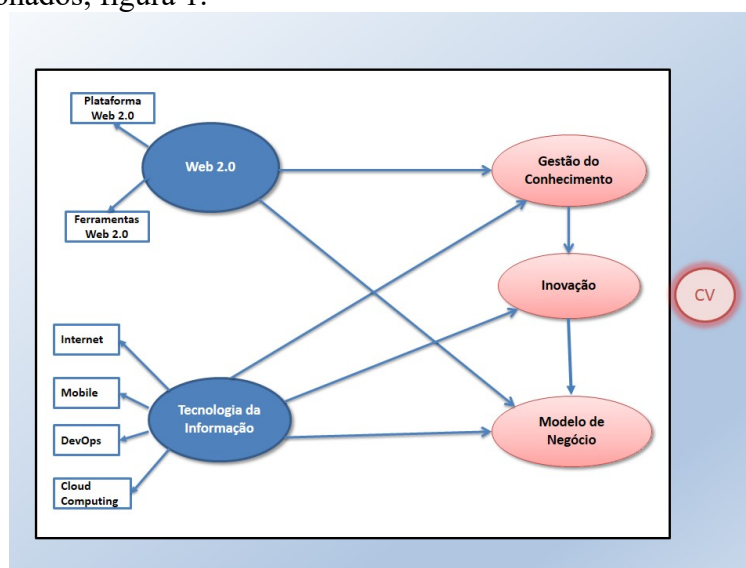 figura 1.
Plataforma
Web 2.0
Web 2.0
Ferramentas
Web 2.0
Gestão do
Conhecimento
Inovação
CV
Internet
Mobile
DevOps
Cloud
Computing
Tecnologia da
Informação
Modelo de
Negócio